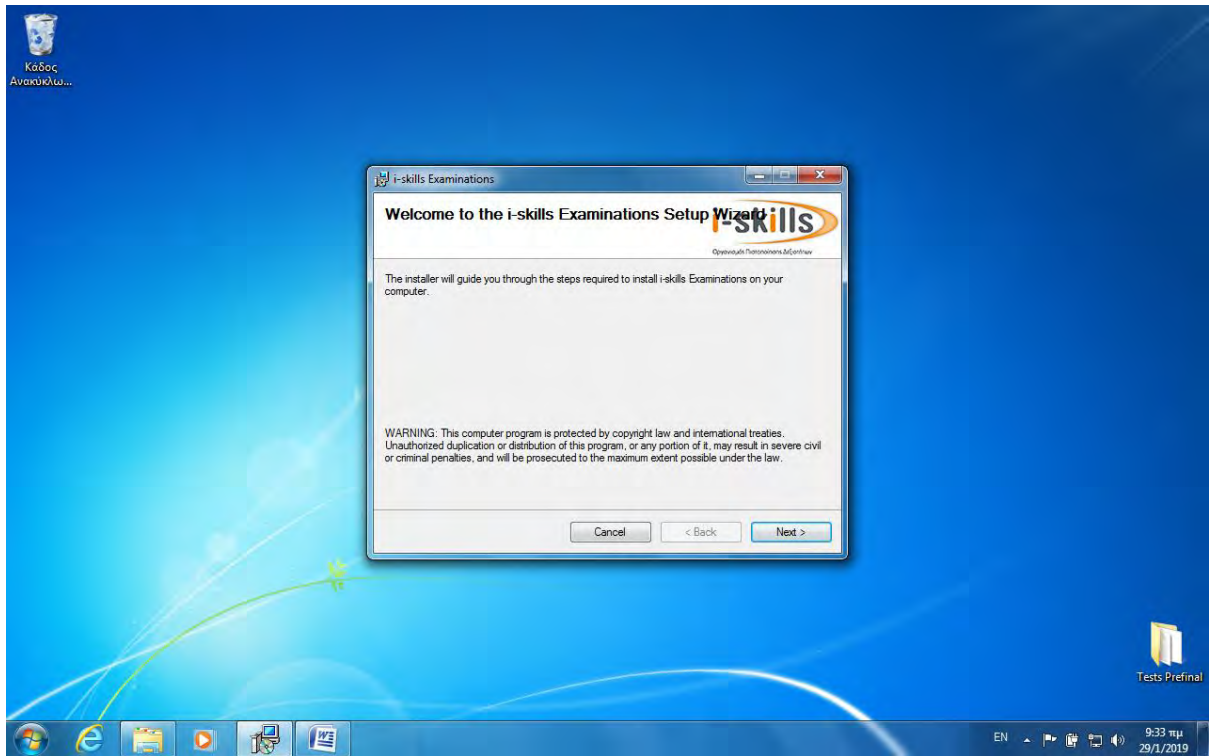 Κάδος
Ανακύκλω...
i-skills Examinations
Welcome to the i-skills Examinations Setup Wizard
i-skills
Οργανισμός Πιστοποίησης Δεξιοτήτων
The installer will guide you through the steps required to install i-skills Examinations on your
computer.
WARNING: This computer program is protected by copyright law and international treaties.
Unauthorized duplication or distribution of this program, or any portion of it, may result in severe civil
or criminal penalties, and will be prosecuted to the maximum extent possible under the law.
Cancel
< Back
Next >
Tests Prefinal
EN
9:33 πμ
29/1/2019